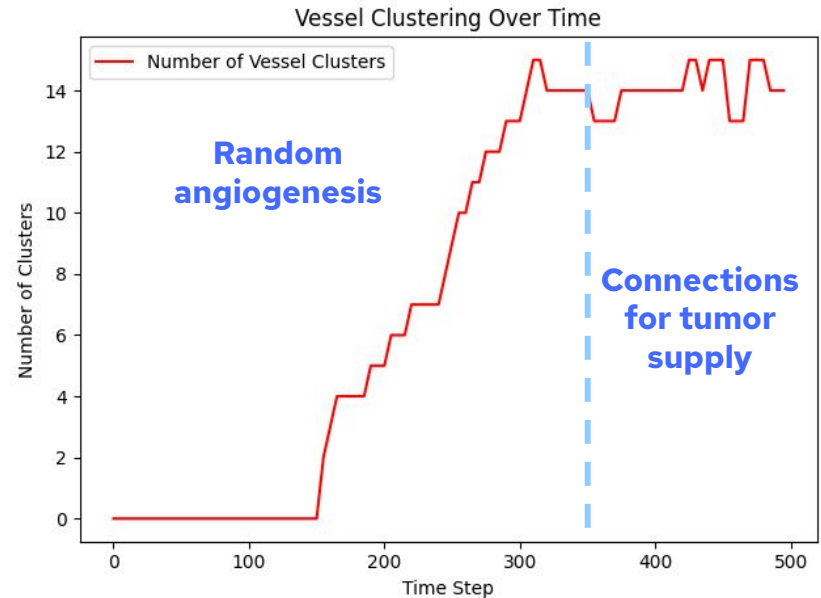 Vessel Clustering Over Time
Number of Vessel Clusters
14
12
10
8
6
4
2
0
Number of Clusters
Random
angiogenesis
Connections
for tumor
supply
0
100
200
300
400
500
Time Step